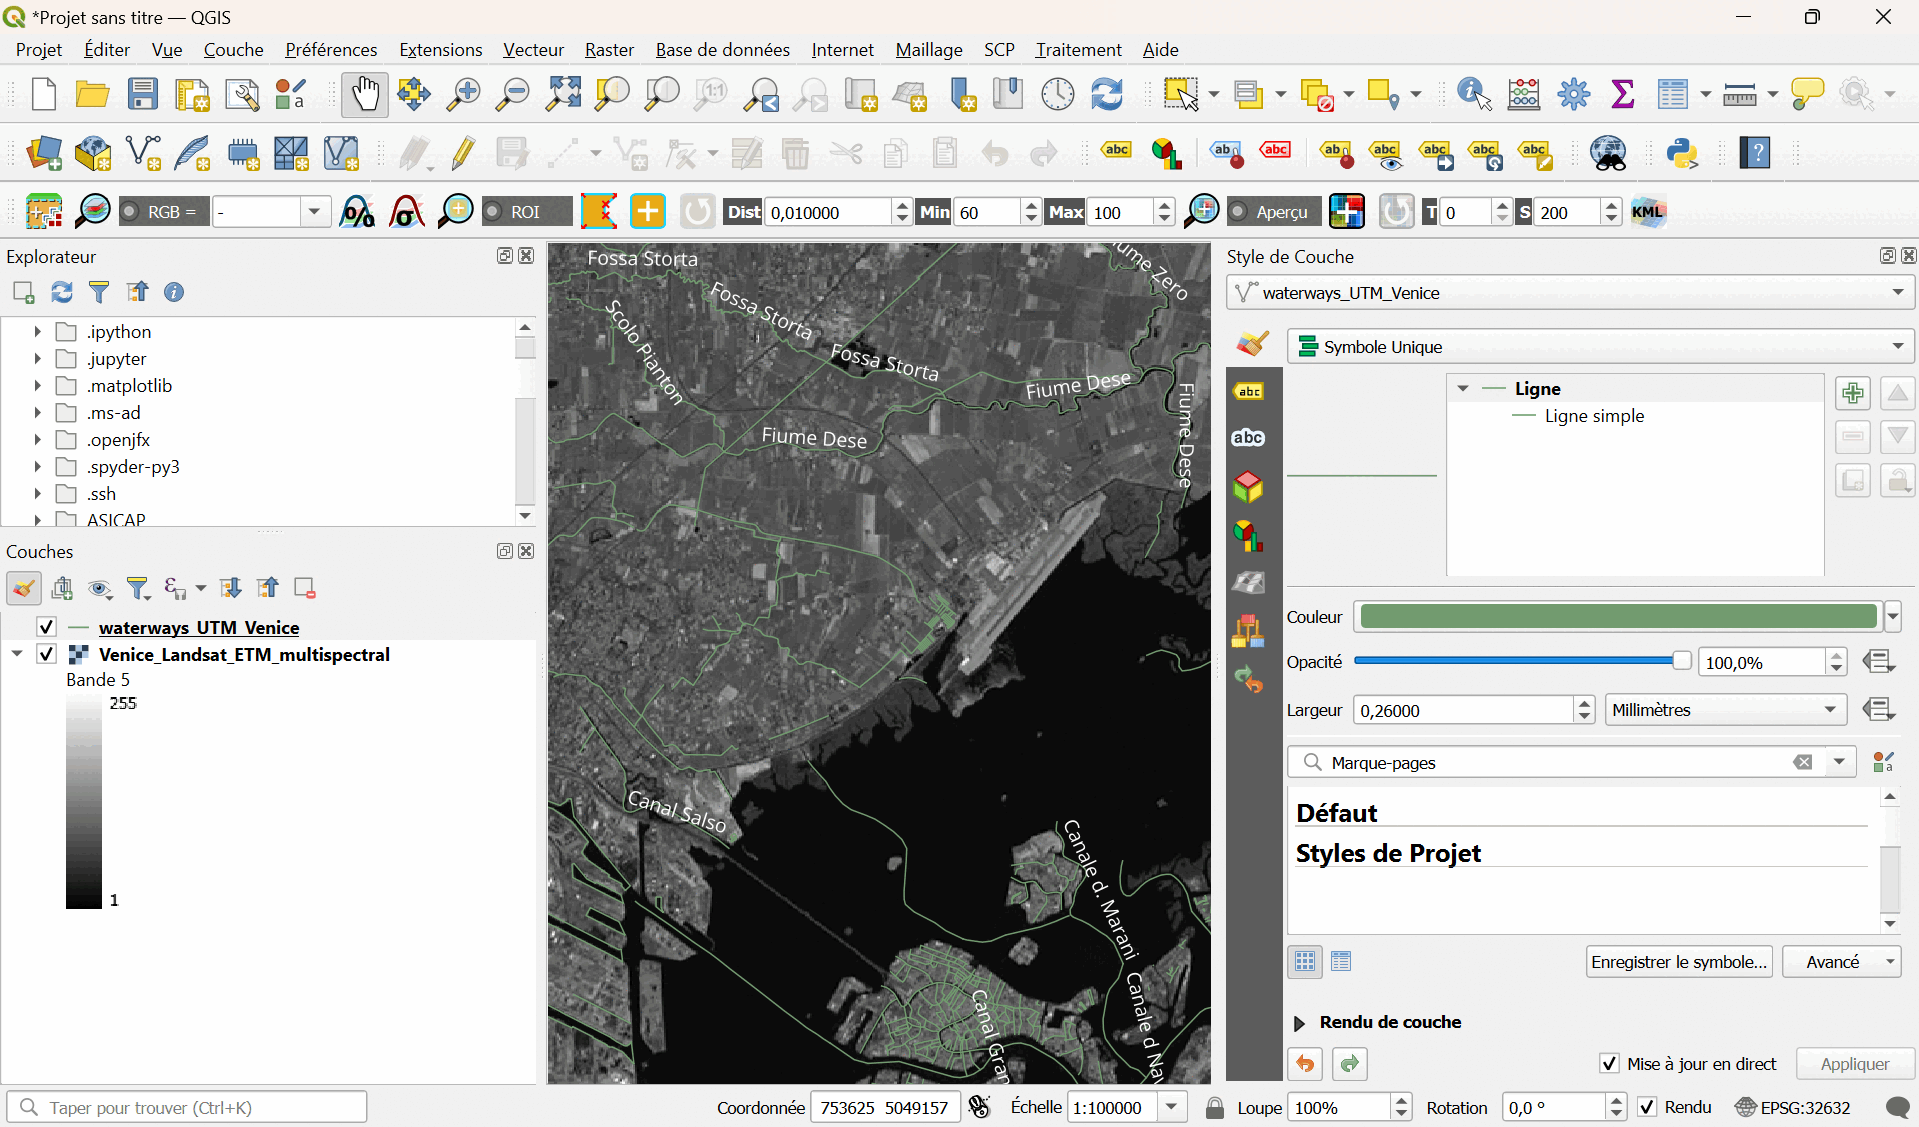 *Projet sans titre — QGIS
Projet Éditer Vue Couche Préférences Extensions Vecteur Raster Base de données Internet Maillage SCP Traitement Aide
RGB = - ROI Dist 0,010000 Min 60 Max 100 Aperçu T 0 S 200 KML
Explorateur
.ipython
.jupyter
.matplotlib
.ms-ad
.openjfx
.spyder-py3
.ssh
ASICAP
Couches
waterways_UTM_Venice
Venice_Landsat_ETM_multispectral
Bande 5
255
1
Fossa Storta
Fiume Zero
Fossa Storta
Scolo Pianton
Fossa Storta
Fiume Dese
Fiume Dese
Fiume Dese
Canal Salso
Canale d. Marani
Canale d Nav
Canal Gran
Style de Couche
waterways_UTM_Venice
Symbole Unique
Ligne
Ligne simple
Couleur
Opacité 100,0%
Largeur 0,26000 Millimètres
Marque-pages
Défaut
Styles de Projet
Enregistrer le symbole... Avancé
Rendu de couche
Mise à jour en direct Appliquer
Taper pour trouver (Ctrl+K) Coordonnée 753625 5049157 Échelle 1:100000 Loupe 100% Rotation 0,0 ° Rendu EPSG:32632